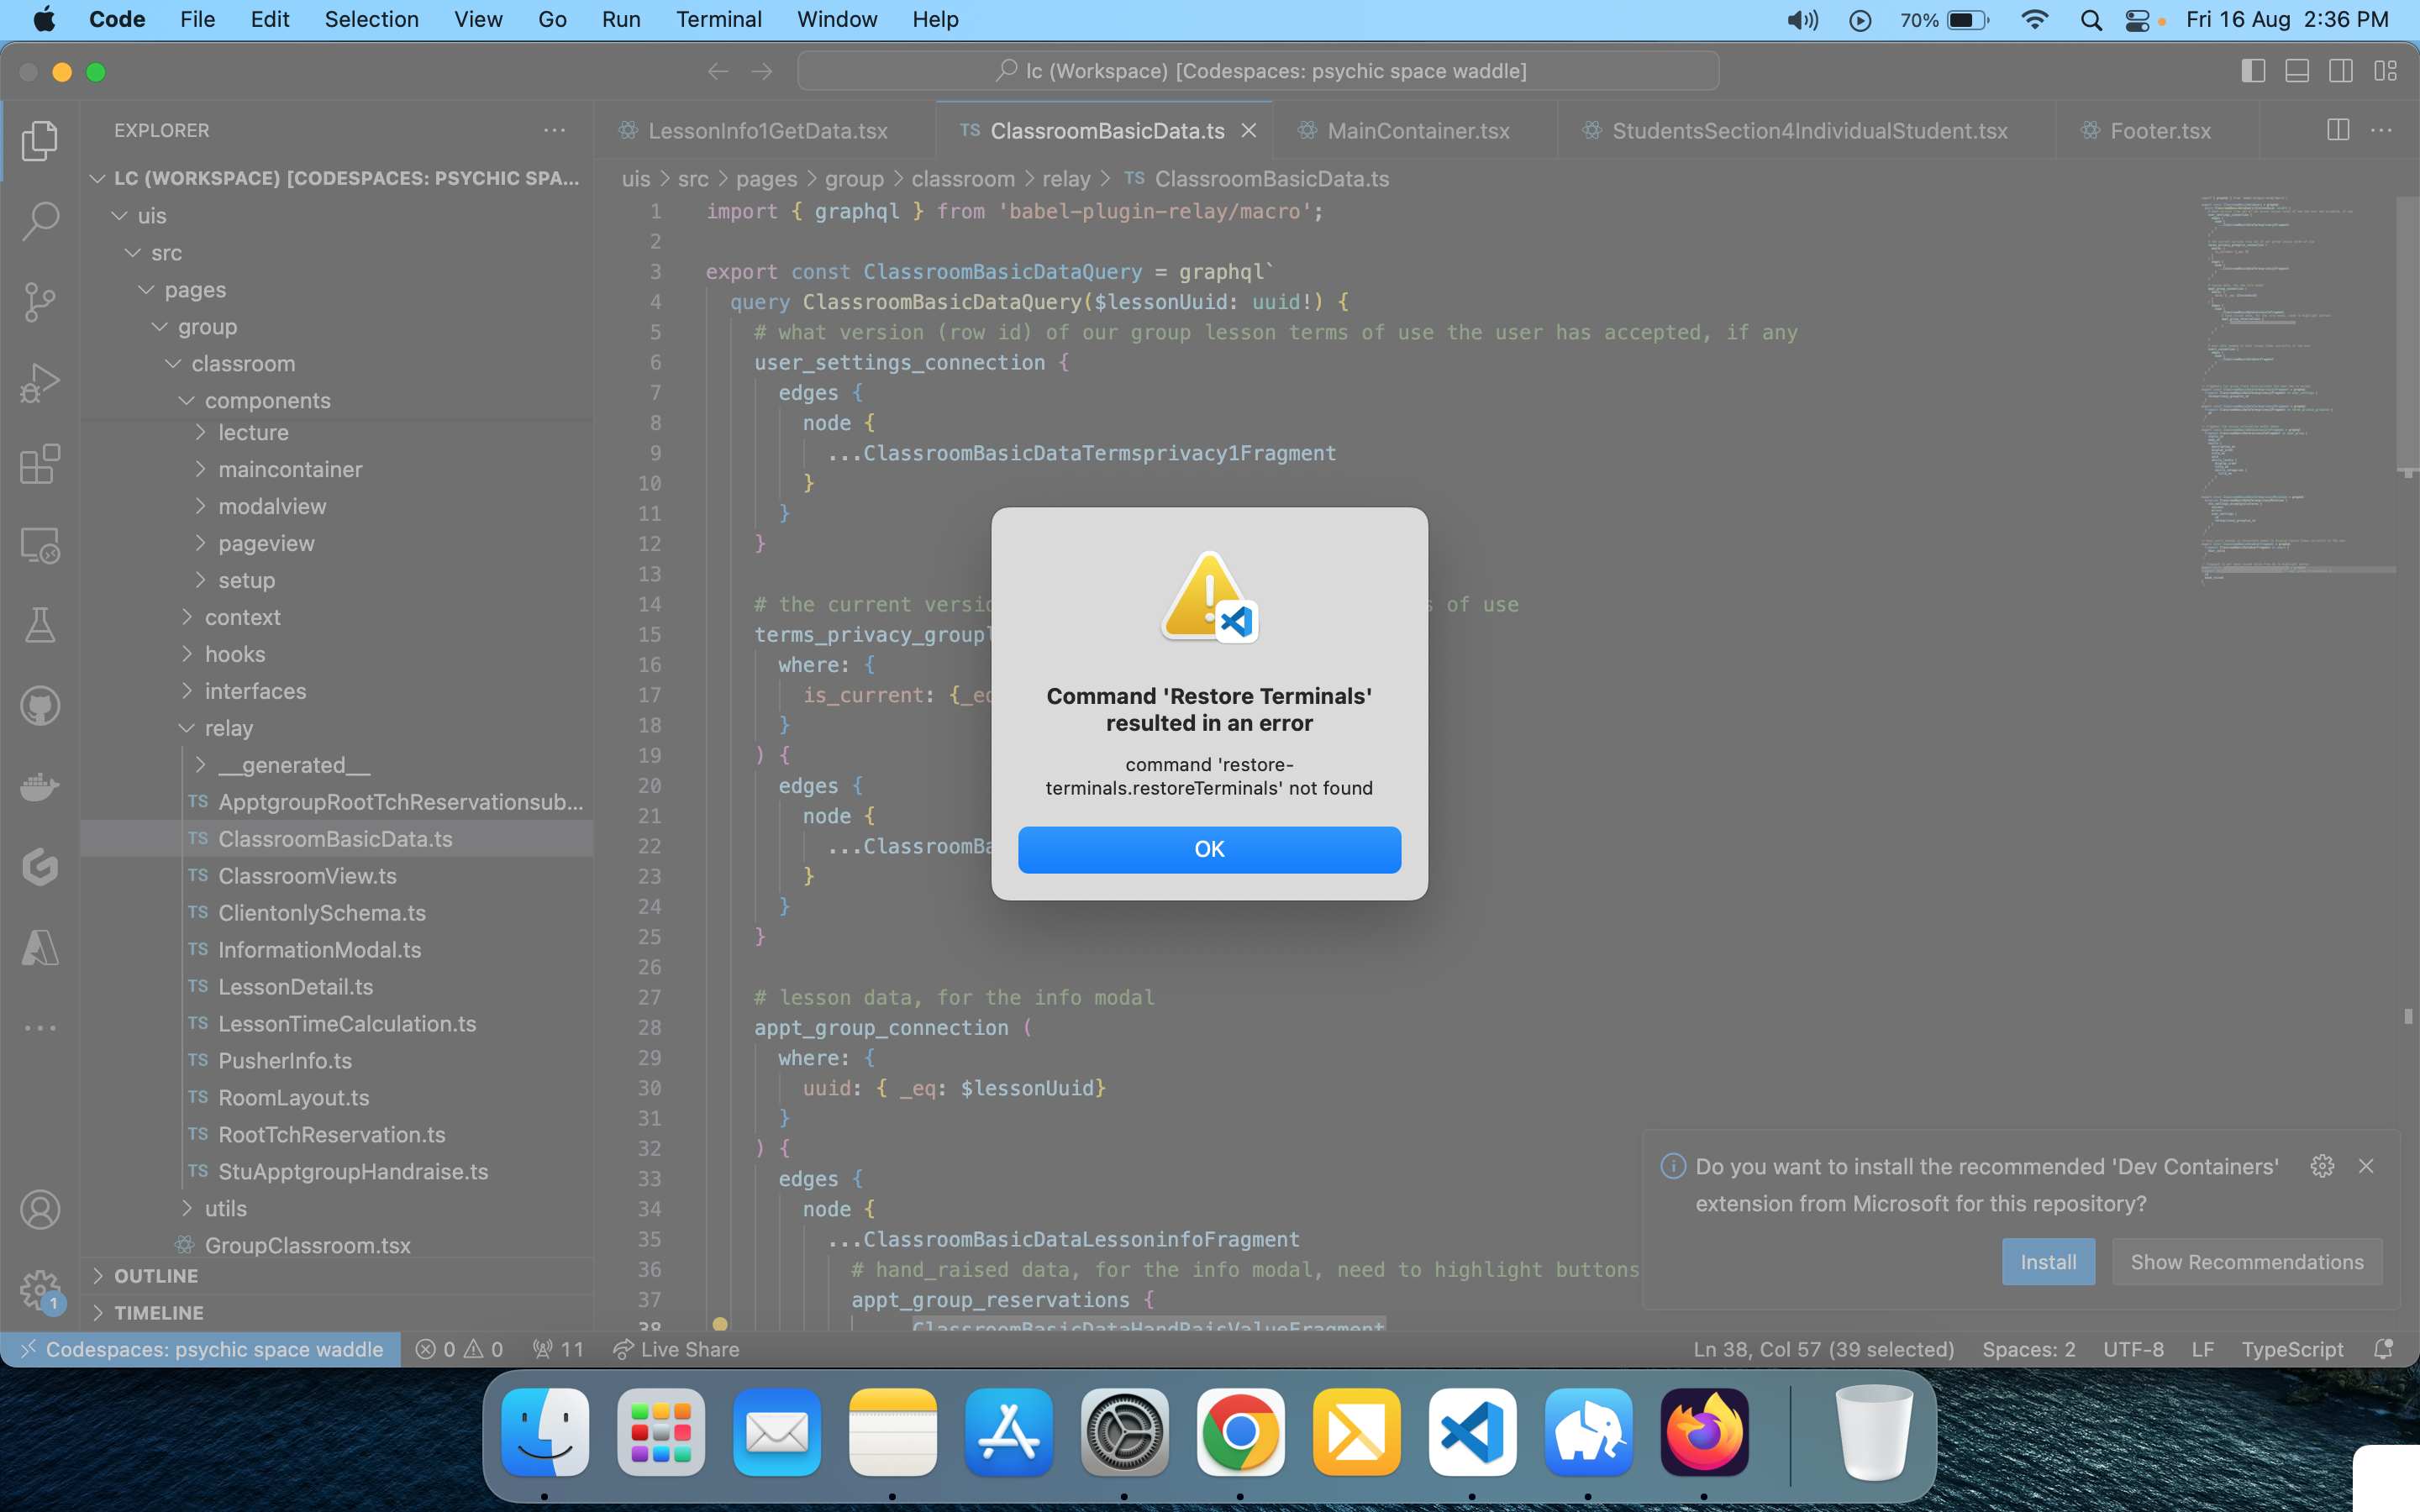 Code File Edit Selection View Go Run Terminal Window Help 70% Fri 16 Aug 2:36 PM
lc (Workspace) [Codespaces: psychic space waddle]
EXPLORER
LC (WORKSPACE) [CODESPACES: PSYCHIC SPA...
uis
src
pages
group
classroom
components
lecture
maincontainer
modalview
pageview
setup
context
hooks
interfaces
relay
__generated__
TS ApptgroupRootTchReservationsub...
TS ClassroomBasicData.ts
TS ClassroomView.ts
TS ClientonlySchema.ts
TS InformationModal.ts
TS LessonDetail.ts
TS LessonTimeCalculation.ts
TS PusherInfo.ts
TS RoomLayout.ts
TS RootTchReservation.ts
TS StuApptgroupHandraise.ts
utils
GroupClassroom.tsx
OUTLINE
TIMELINE
1
LessonInfo1GetData.tsx TS ClassroomBasicData.ts MainContainer.tsx StudentsSection4IndividualStudent.tsx Footer.tsx
uis > src > pages > group > classroom > relay > TS ClassroomBasicData.ts
1 import { graphql } from 'babel-plugin-relay/macro';
2
3 export const ClassroomBasicDataQuery = graphql`
4 query ClassroomBasicDataQuery($lessonUuid: uuid!) {
5 # what version (row id) of our group lesson terms of use the user has accepted, if any
6 user_settings_connection {
7 edges {
8 node {
9 ...ClassroomBasicDataTermsprivacy1Fragment
10 }
11 }
12 }
13
14 # the current versio s of use
15 terms_privacy_groupl
16 where: {
17 is_current: {_eq
18 }
19 ) {
20 edges {
21 node {
22 ...ClassroomBa
23 }
24 }
25 }
26
27 # lesson data, for the info modal
28 appt_group_connection (
29 where: {
30 uuid: { _eq: $lessonUuid}
31 }
32 ) {
33 edges {
34 node {
35 ...ClassroomBasicDataLessoninfoFragment
36 # hand_raised data, for the info modal, need to highlight buttons
37 appt_group_reservations {
38 ClassroomBasicDataHandRaisValueFragment
Command 'Restore Terminals'
resulted in an error
command 'restore-
terminals.restoreTerminals' not found
OK
Do you want to install the recommended 'Dev Containers'
extension from Microsoft for this repository?
Install Show Recommendations
Codespaces: psychic space waddle 0 0 11 Live Share Ln 38, Col 57 (39 selected) Spaces: 2 UTF-8 LF TypeScript